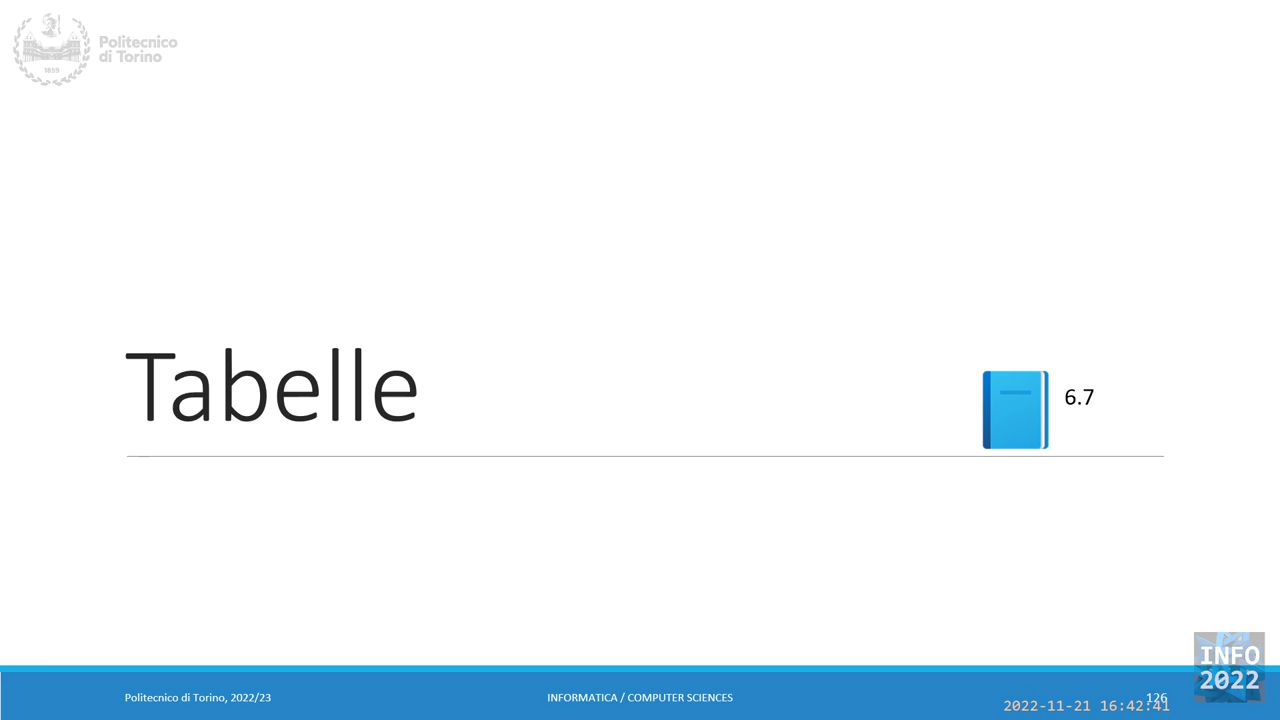 Politecnico
di Torino
1859
Tabelle
6.7
INFO
2022
Politecnico di Torino, 2022/23
INFORMATICA / COMPUTER SCIENCES
126
2022-11-21 16:42:41